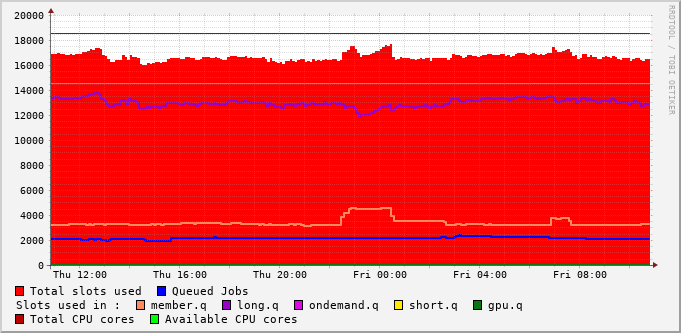 20000
18000
16000
14000
12000
10000
8000
6000
4000
2000
0
Thu 12:00 Thu 16:00 Thu 20:00 Fri 00:00 Fri 04:00 Fri 08:00
Total slots used Queued Jobs
Slots used in : member.q long.q ondemand.q short.q gpu.q
Total CPU cores Available CPU cores
RRDTOOL / TOBI OETIKER